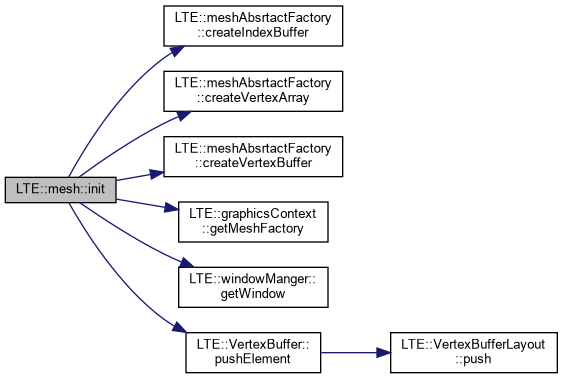 LTE::meshAbsrtactFactory
::createIndexBuffer
LTE::meshAbsrtactFactory
::createVertexArray
LTE::meshAbsrtactFactory
::createVertexBuffer
LTE::mesh::init
LTE::graphicsContext
::getMeshFactory
LTE::windowManger::
getWindow
LTE::VertexBuffer::
pushElement
LTE::VertexBufferLayout
::push